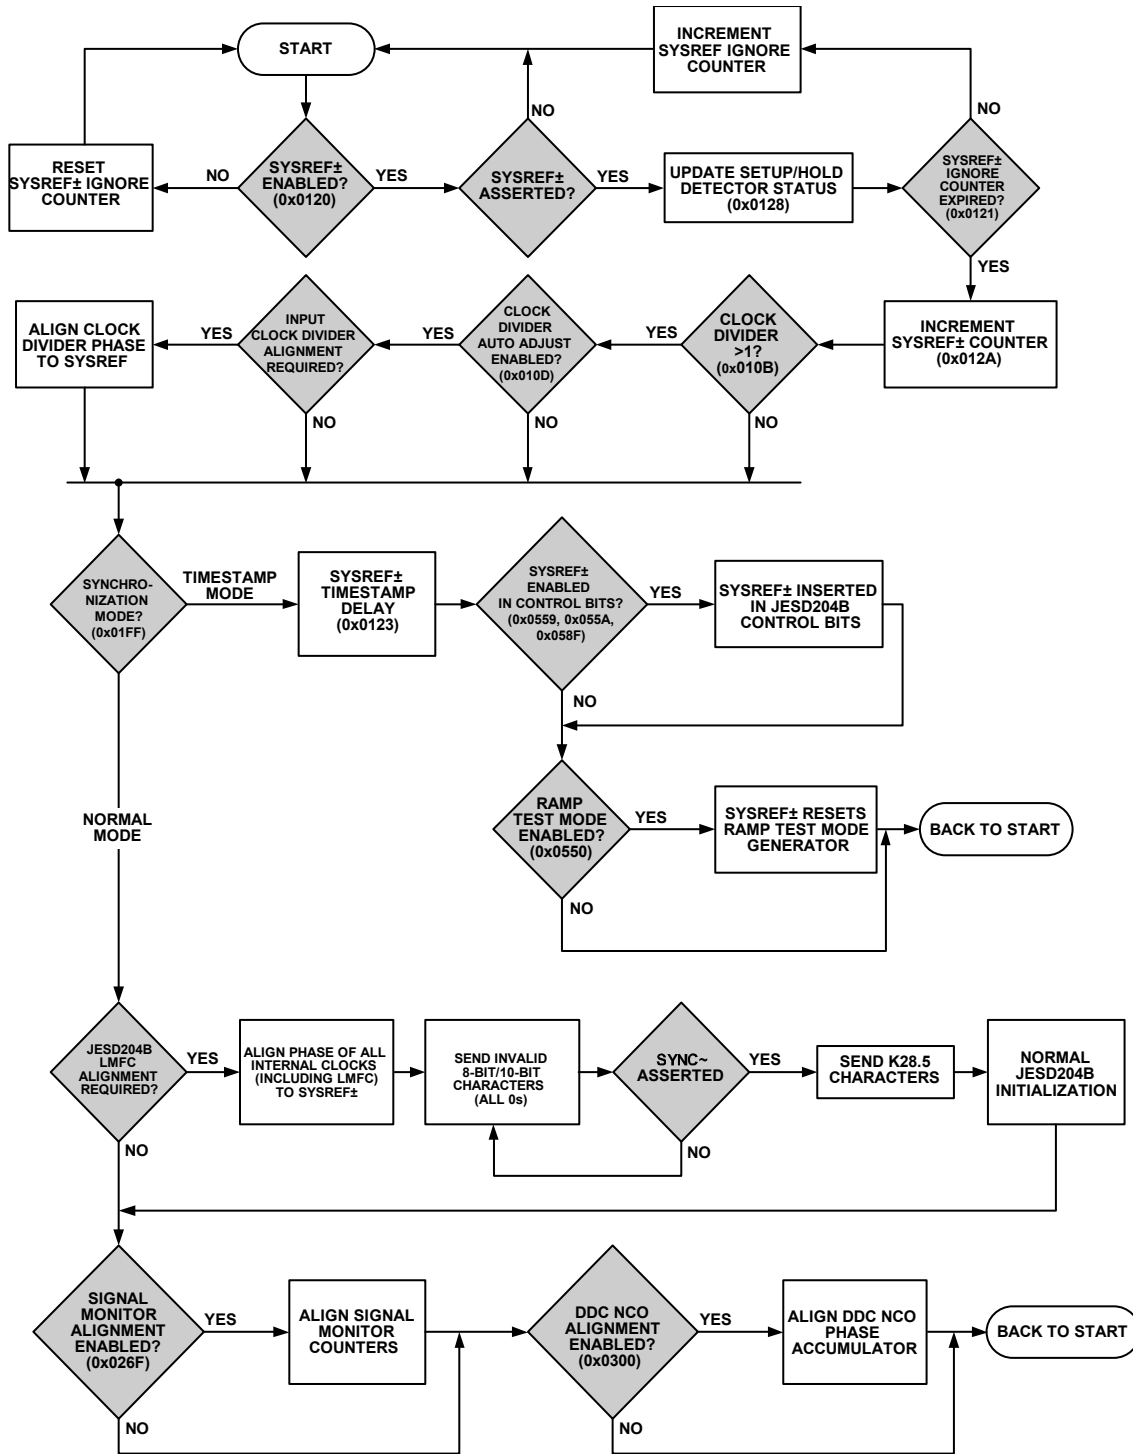 START
INCREMENT
SYSREF IGNORE
COUNTER
NO
NO
RESET
SYSREF± IGNORE
COUNTER
NO
SYSREF±
ENABLED?
(0x0120)
YES
SYSREF±
ASSERTED?
YES
UPDATE SETUP/HOLD
DETECTOR STATUS
(0x0128)
SYSREF±
IGNORE
COUNTER
EXPIRED?
(0x0121)
YES
ALIGN CLOCK
DIVIDER PHASE
TO SYSREF
YES
INPUT
CLOCK DIVIDER
ALIGNMENT
REQUIRED?
YES
CLOCK
DIVIDER
AUTO ADJUST
ENABLED?
(0x010D)
YES
CLOCK
DIVIDER
>1?
(0x010B)
INCREMENT
SYSREF± COUNTER
(0x012A)
NO
NO
NO
SYNCHRO-
NIZATION
MODE?
(0x01FF)
TIMESTAMP
MODE
SYSREF±
TIMESTAMP
DELAY
(0x0123)
SYSREF±
ENABLED
IN CONTROL BITS?
(0x0559, 0x055A,
0x058F)
YES
SYSREF± INSERTED
IN JESD204B
CONTROL BITS
NO
NORMAL
MODE
RAMP
TEST MODE
ENABLED?
(0x0550)
YES
SYSREF± RESETS
RAMP TEST MODE
GENERATOR
BACK TO START
NO
JESD204B
LMFC
ALIGNMENT
REQUIRED?
YES
ALIGN PHASE OF ALL
INTERNAL CLOCKS
(INCLUDING LMFC)
TO SYSREF±
SEND INVALID
8-BIT/10-BIT
CHARACTERS
(ALL 0s)
SYNC~
ASSERTED
YES
SEND K28.5
CHARACTERS
NORMAL
JESD204B
INITIALIZATION
NO
NO
SIGNAL
MONITOR
ALIGNMENT
ENABLED?
(0x026F)
YES
ALIGN SIGNAL
MONITOR
COUNTERS
DDC NCO
ALIGNMENT
ENABLED?
(0x0300)
YES
ALIGN DDC NCO
PHASE
ACCUMULATOR
BACK TO START
NO
NO